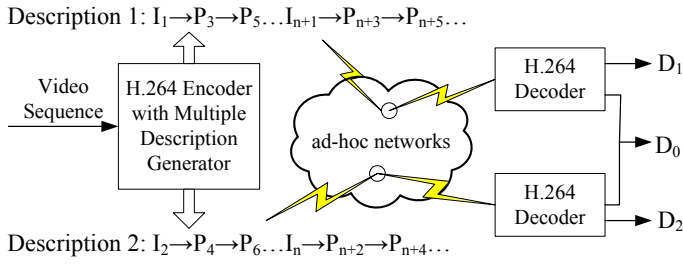 Description 1: I₁→P₃→P₅…Iₙ₊₁→Pₙ₊₃→Pₙ₊₅…
Video
Sequence
H.264 Encoder
with Multiple
Description
Generator
ad-hoc networks
H.264
Decoder
D₁
D₀
H.264
Decoder
D₂
Description 2: I₂→P₄→P₆…Iₙ→Pₙ₊₂→Pₙ₊₄…